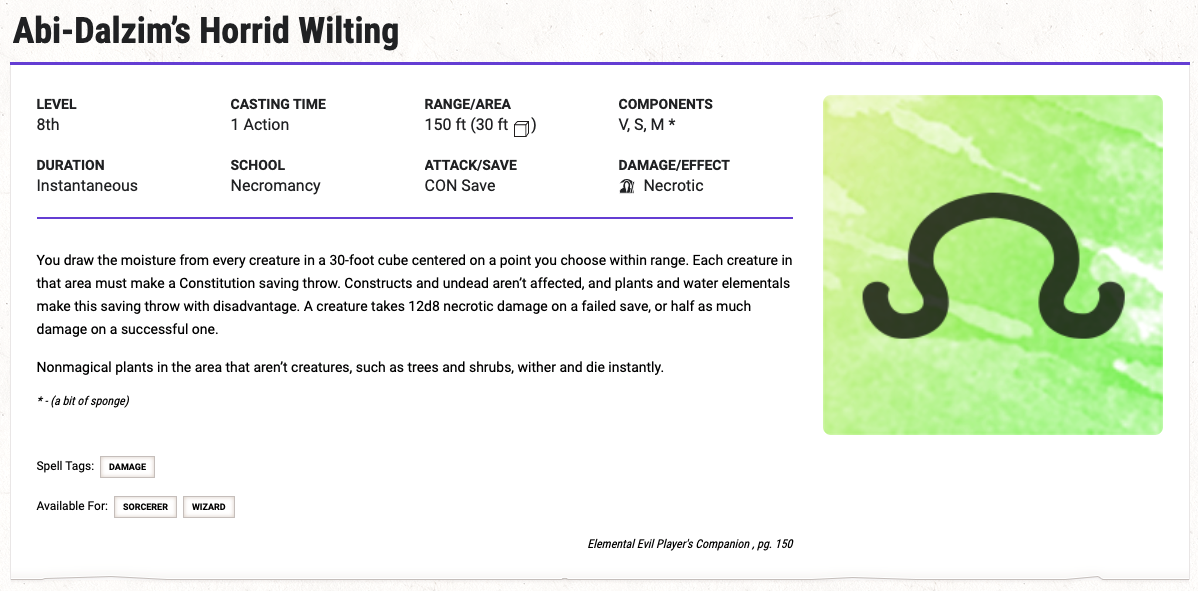 Abi-Dalzim’s Horrid Wilting
LEVEL
8th
CASTING TIME
1 Action
RANGE/AREA
150 ft (30 ft )
COMPONENTS
V, S, M *
DURATION
Instantaneous
SCHOOL
Necromancy
ATTACK/SAVE
CON Save
DAMAGE/EFFECT
Necrotic
You draw the moisture from every creature in a 30-foot cube centered on a point you choose within range. Each creature in
that area must make a Constitution saving throw. Constructs and undead aren’t affected, and plants and water elementals
make this saving throw with disadvantage. A creature takes 12d8 necrotic damage on a failed save, or half as much
damage on a successful one.
Nonmagical plants in the area that aren’t creatures, such as trees and shrubs, wither and die instantly.
* - (a bit of sponge)
Spell Tags: DAMAGE
Available For: SORCERER WIZARD
Elemental Evil Player's Companion , pg. 150